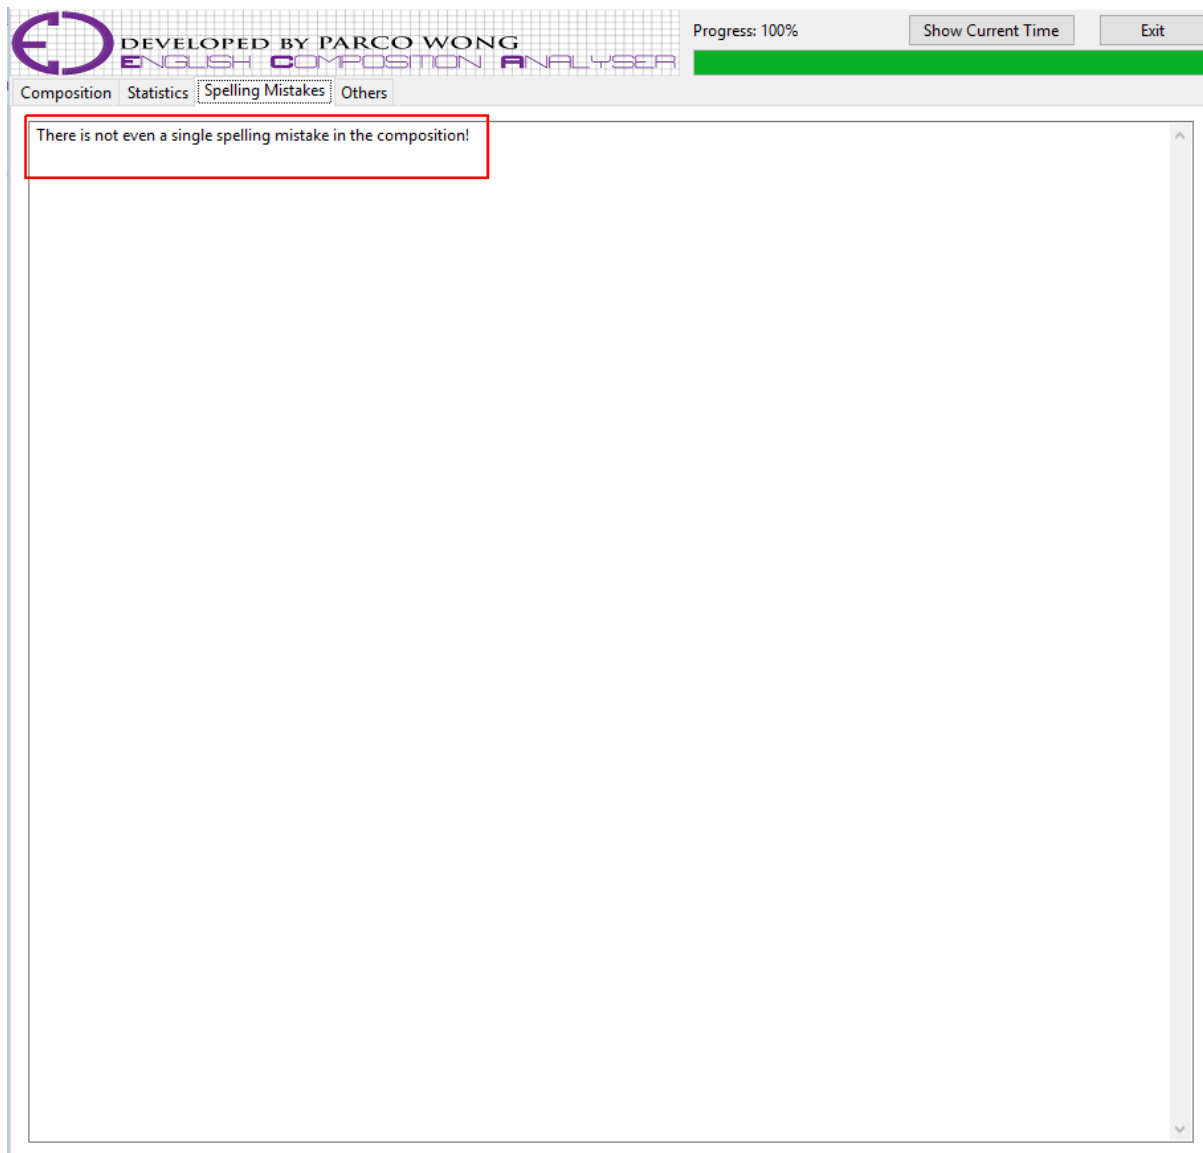 DEVELOPED BY PARCO WONG
ENGLISH COMPOSITION ANALYSER
Progress: 100%
Show Current Time
Exit
Composition Statistics Spelling Mistakes Others
There is not even a single spelling mistake in the composition!